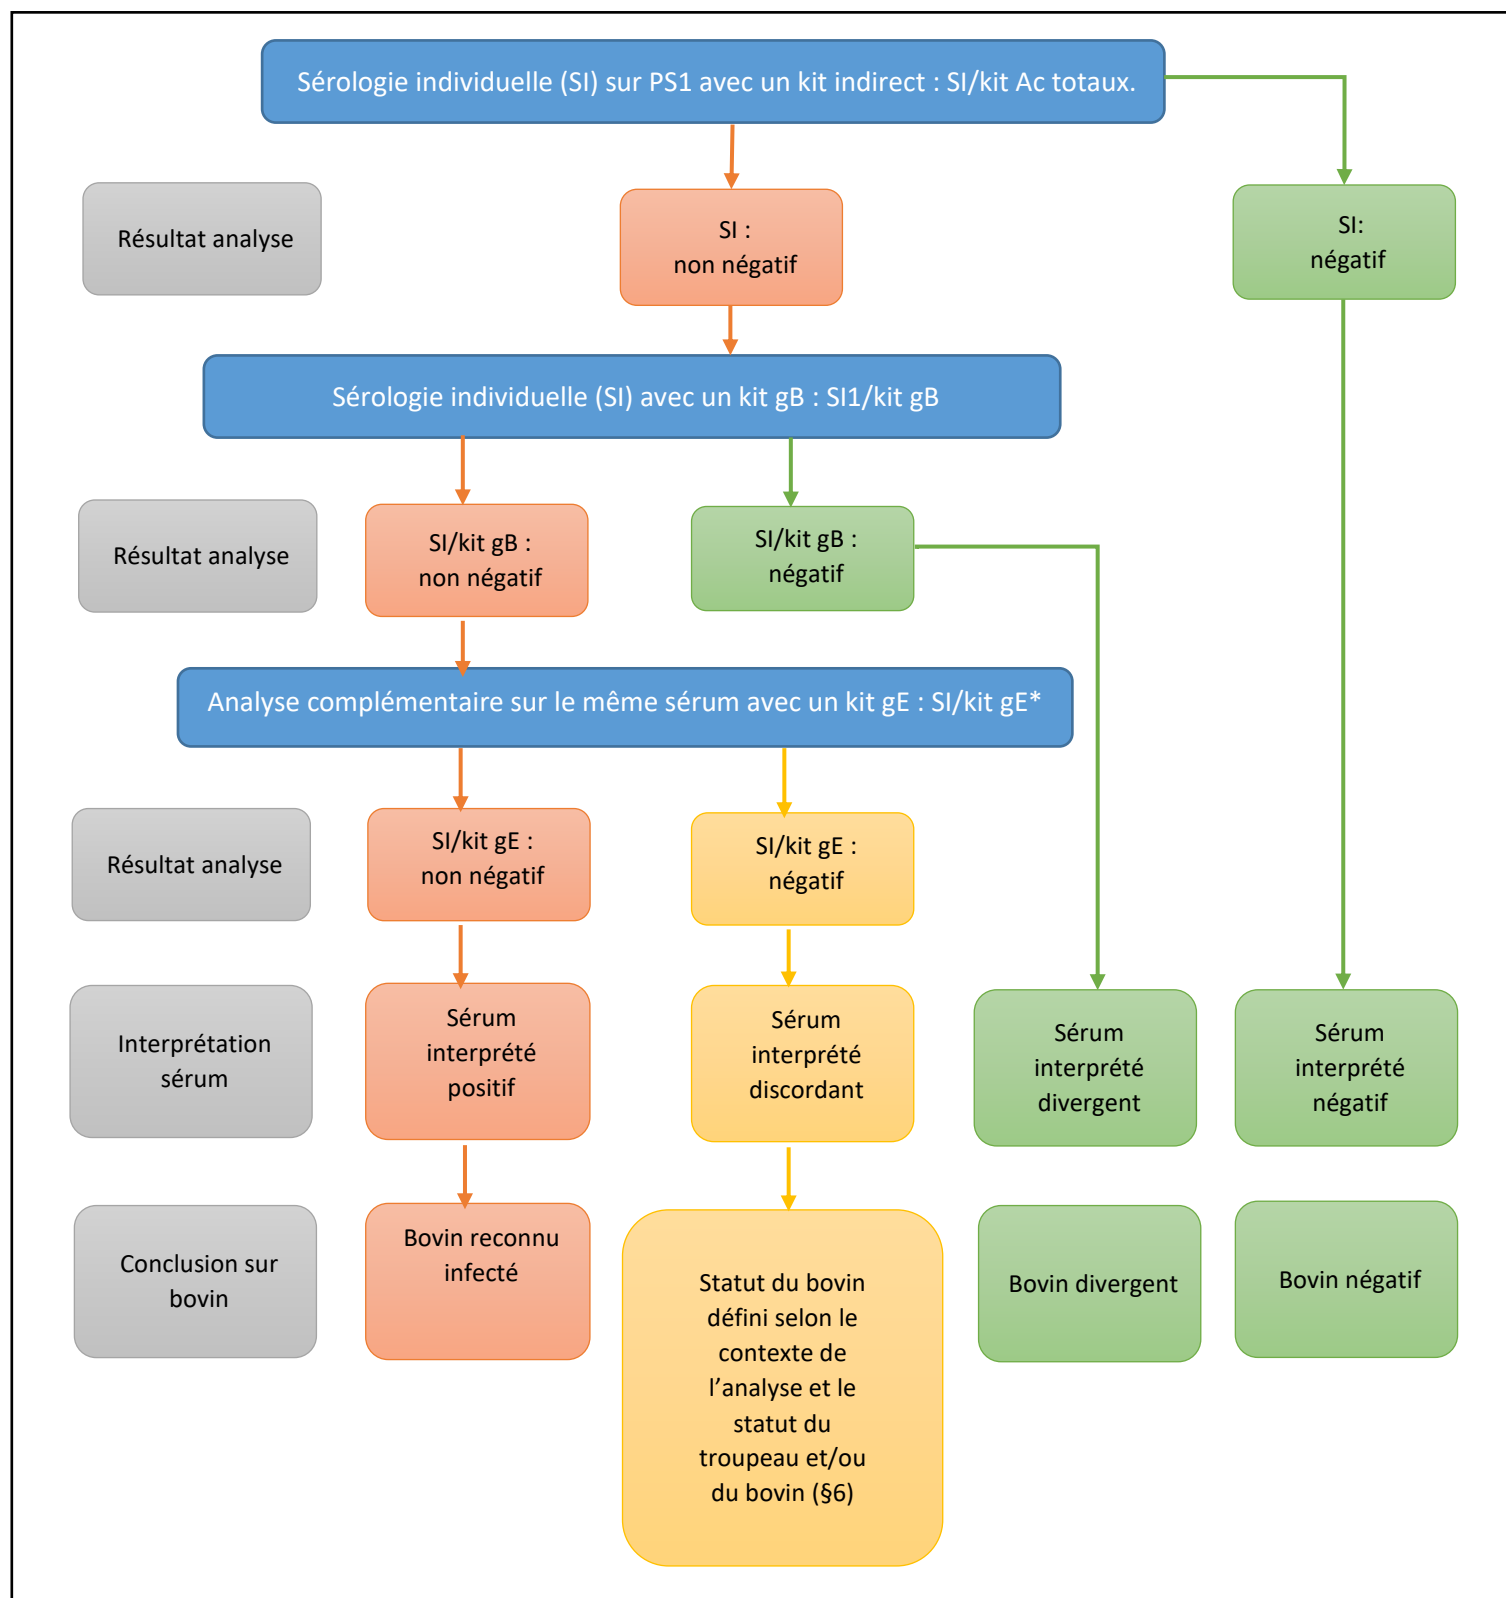 Sérologie individuelle (SI) sur PS1 avec un kit indirect : SI/kit Ac totaux.
Résultat analyse
SI :
non négatif
SI:
négatif
Sérologie individuelle (SI) avec un kit gB : SI1/kit gB
Résultat analyse
SI/kit gB :
non négatif
SI/kit gB :
négatif
Analyse complémentaire sur le même sérum avec un kit gE : SI/kit gE*
Résultat analyse
SI/kit gE :
non négatif
SI/kit gE :
négatif
Interprétation
sérum
Sérum
interprété
positif
Sérum
interprété
discordant
Sérum
interprété
divergent
Sérum
interprété
négatif
Conclusion sur
bovin
Bovin reconnu
infecté
Statut du bovin
défini selon le
contexte de
l’analyse et le
statut du
troupeau et/ou
du bovin (§6)
Bovin divergent
Bovin négatif